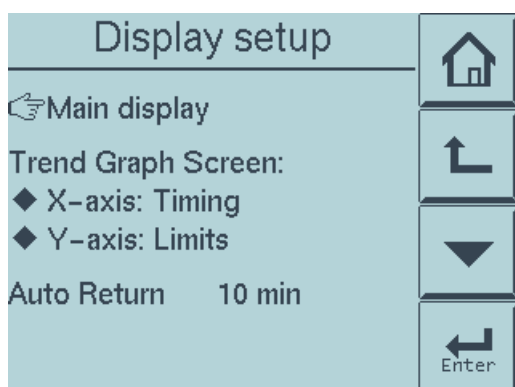 Display setup
Main display
Trend Graph Screen:
◆ X-axis: Timing
◆ Y-axis: Limits
Auto Return 10 min
Enter